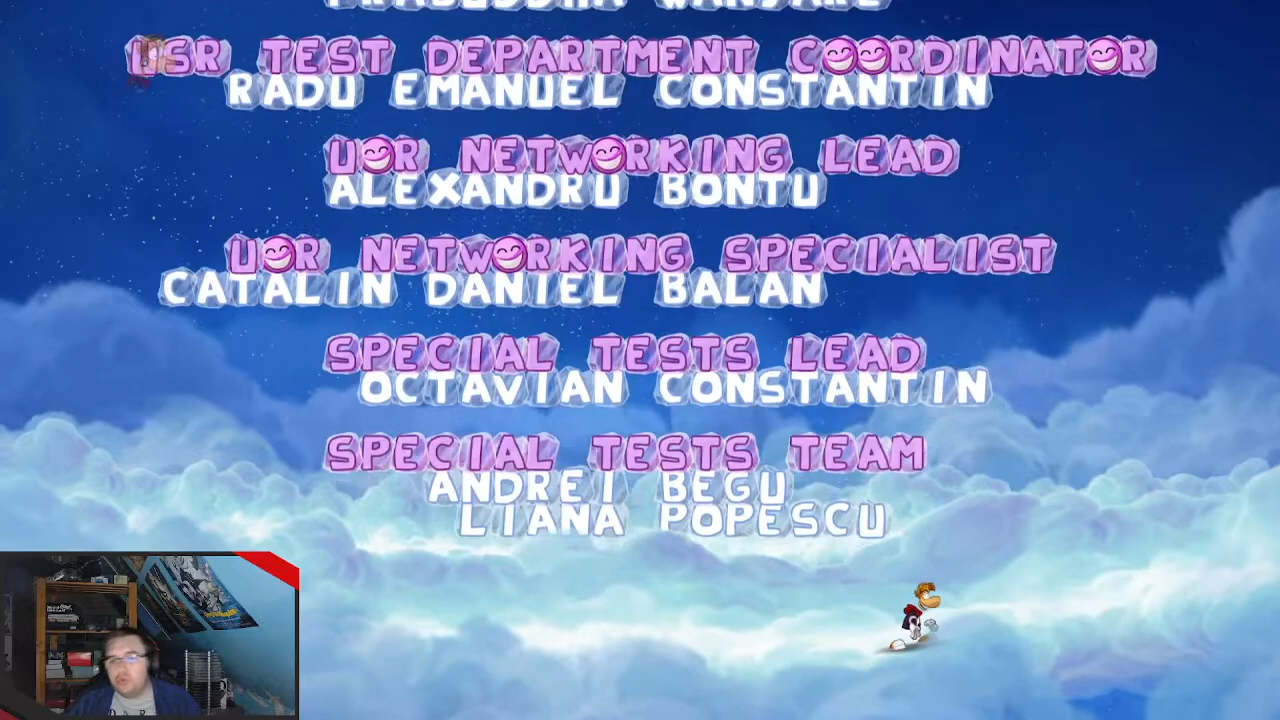 USR TEST DEPARTMENT COORDINATOR
RADU EMANUEL CONSTANTIN
UOR NETWORKING LEAD
ALEXANDRU BONTU
UOR NETWORKING SPECIALIST
CATALIN DANIEL BALAN
SPECIAL TESTS LEAD
OCTAVIAN CONSTANTIN
SPECIAL TESTS TEAM
ANDREI BEGU
LIANA POPESCU